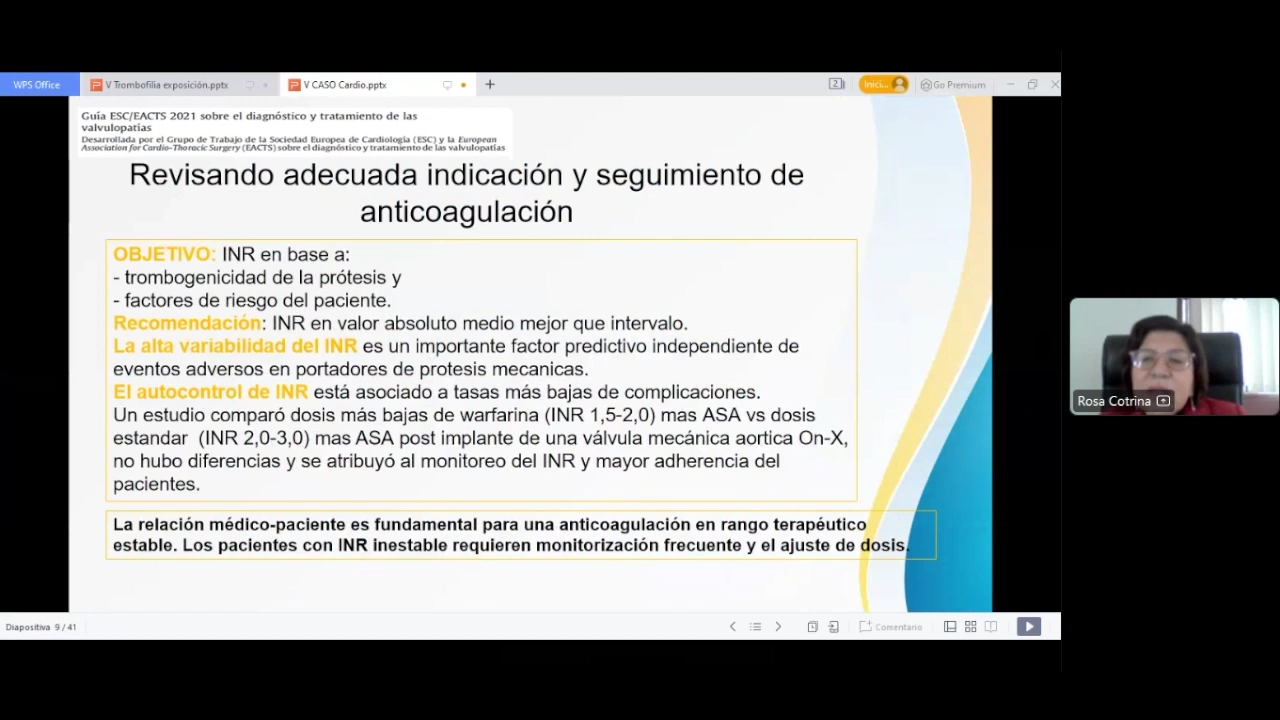 WPS Office
V Trombofilia exposición.pptx
V CASO Cardio.pptx
2
Inici...
Go Premium
Guía ESC/EACTS 2021 sobre el diagnóstico y tratamiento de las
valvulopatías
Desarrollada por el Grupo de Trabajo de la Sociedad Europea de Cardiología (ESC) y la European
Association for Cardio-Thoracic Surgery (EACTS) sobre el diagnóstico y tratamiento de las valvulopatías
Revisando adecuada indicación y seguimiento de
anticoagulación
OBJETIVO: INR en base a:
- trombogenicidad de la prótesis y
- factores de riesgo del paciente.
Recomendación: INR en valor absoluto medio mejor que intervalo.
La alta variabilidad del INR es un importante factor predictivo independiente de
eventos adversos en portadores de protesis mecanicas.
El autocontrol de INR está asociado a tasas más bajas de complicaciones.
Un estudio comparó dosis más bajas de warfarina (INR 1,5-2,0) mas ASA vs dosis
estandar (INR 2,0-3,0) mas ASA post implante de una válvula mecánica aortica On-X,
no hubo diferencias y se atribuyó al monitoreo del INR y mayor adherencia del
pacientes.
La relación médico-paciente es fundamental para una anticoagulación en rango terapéutico
estable. Los pacientes con INR inestable requieren monitorización frecuente y el ajuste de dosis.
Rosa Cotrina
Diapositiva 9 / 41
Comentario